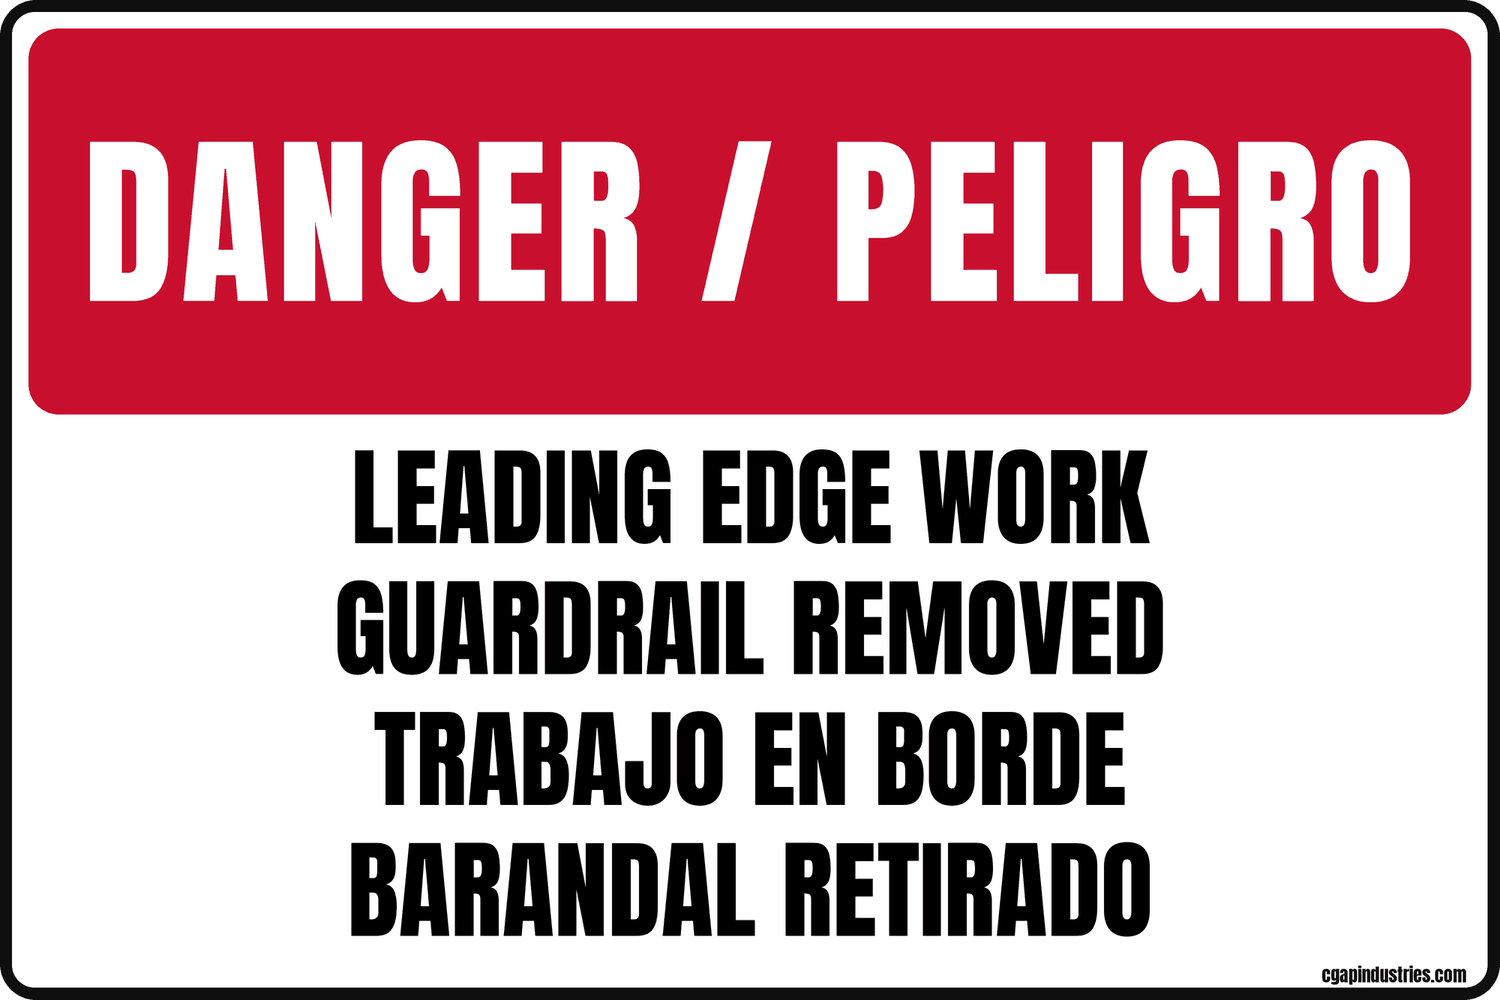 DANGER / PELIGRO
LEADING EDGE WORK
GUARDRAIL REMOVED
TRABAJO EN BORDE
BARANDAL RETIRADO
cgapindustries.com